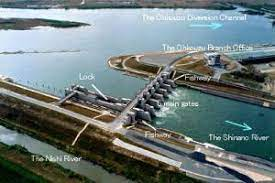 The Ohkouzu Diversion Channel
The Ohkouzu Branch Office
Fishway
Lock
main gates
Fishway
The Shinano River
The Nishi River